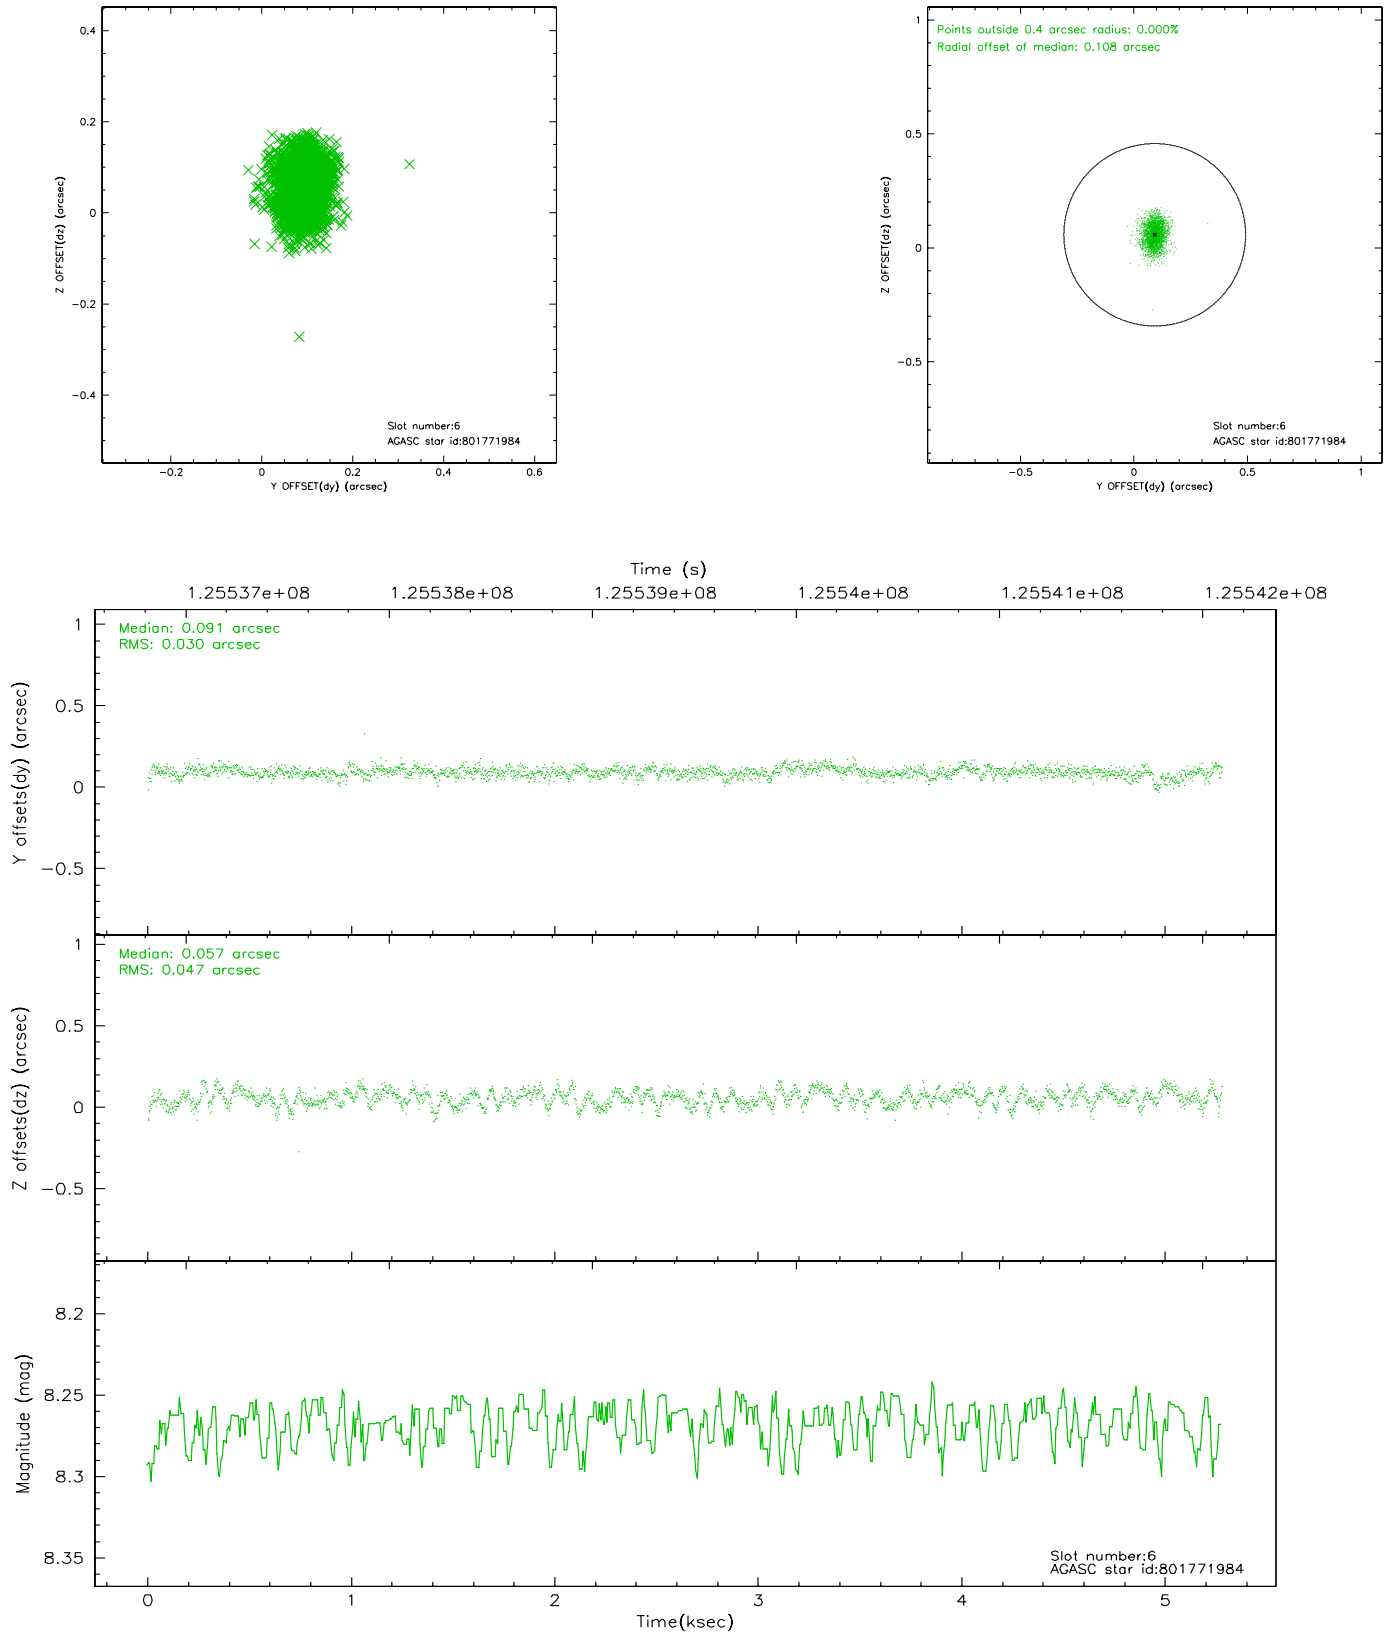 0.4
0.2
0
−0.2
−0.4
Z OFFSET(dz) (arcsec)
Slot number:6
AGASC star id:801771984
−0.2 0 0.2 0.4 0.6
Y OFFSET(dy) (arcsec)
Points outside 0.4 arcsec radius: 0.000%
Radial offset of median: 0.108 arcsec
1
0.5
0
−0.5
Z OFFSET(dz) (arcsec)
Slot number:6
AGASC star id:801771984
−0.5 0 0.5 1
Y OFFSET(dy) (arcsec)
Time (s)
1.25537e+08 1.25538e+08 1.25539e+08 1.2554e+08 1.25541e+08 1.25542e+08
Median: 0.091 arcsec
RMS: 0.030 arcsec
1
0.5
0
−0.5
Y offsets(dy) (arcsec)
Median: 0.057 arcsec
RMS: 0.047 arcsec
1
0.5
0
−0.5
Z offsets(dz) (arcsec)
8.2
8.25
8.3
8.35
Magnitude (mag)
Slot number:6
AGASC star id:801771984
0 1 2 3 4 5
Time(ksec)